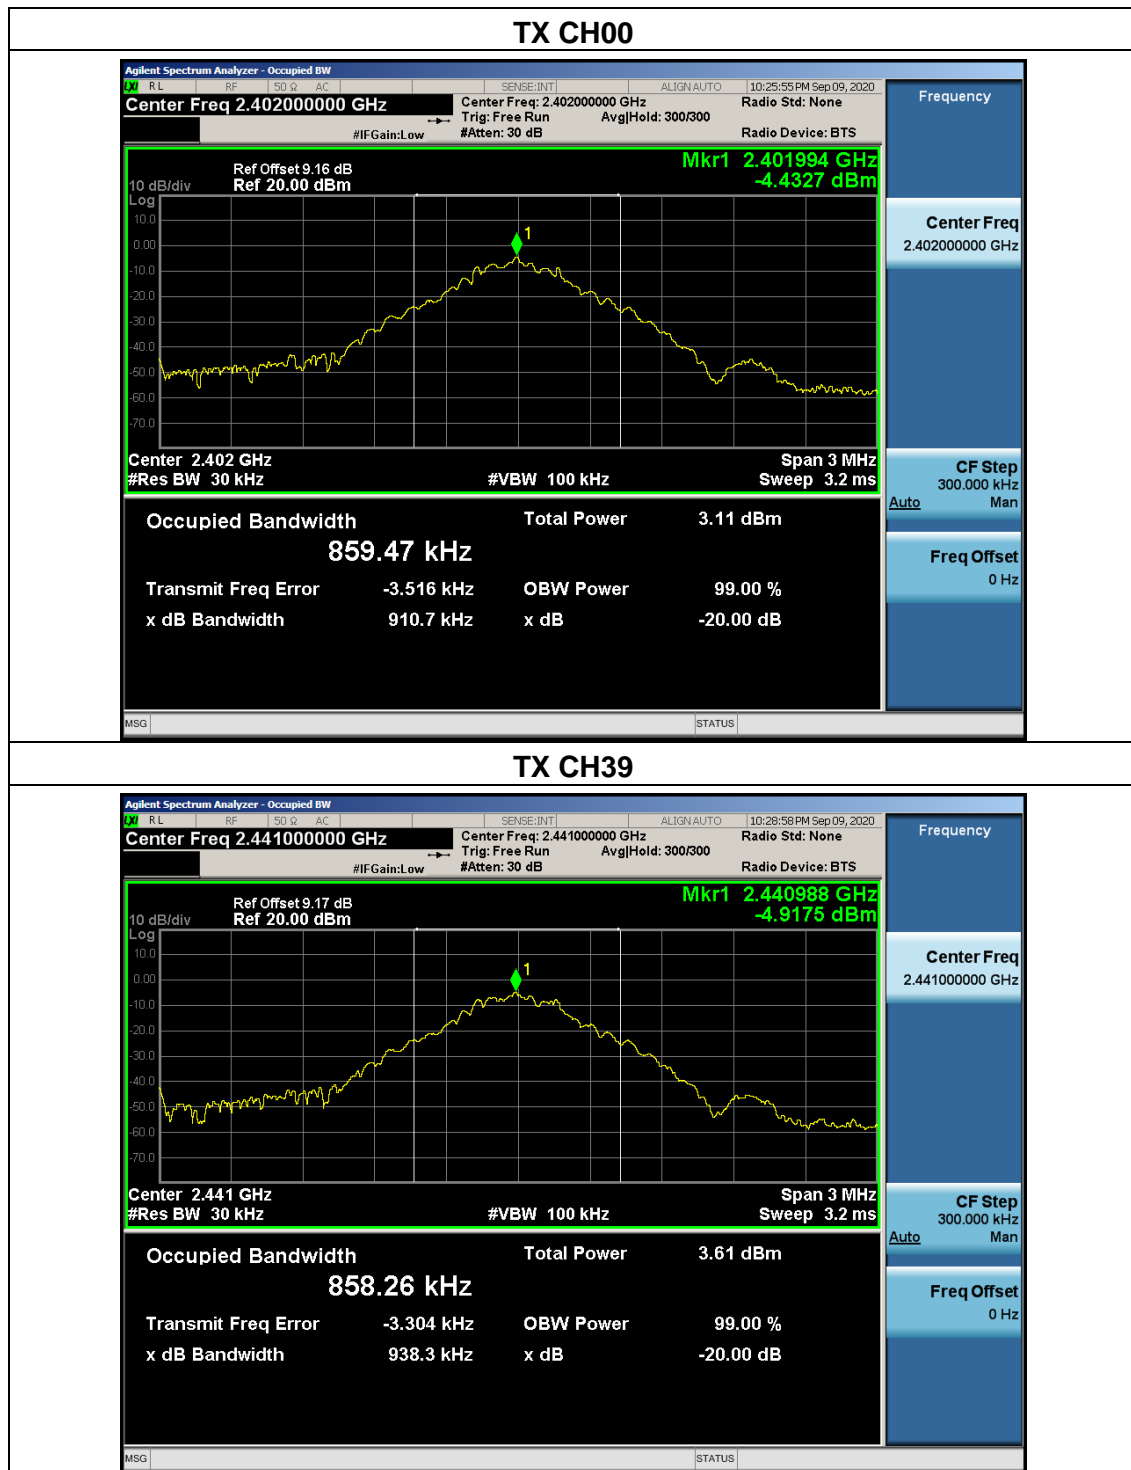 TX CH00
Agilent Spectrum Analyzer - Occupied BW
LXI RL RF 50 Ω AC SENSE:INT ALIGN AUTO 10:25:55 PM Sep 09, 2020
Center Freq 2.402000000 GHz Center Freq: 2.402000000 GHz Radio Std: None Frequency
Trig: Free Run Avg|Hold: 300/300
#IFGain:Low #Atten: 30 dB Radio Device: BTS
Mkr1 2.401994 GHz
Ref Offset 9.16 dB
10 dB/div Ref 20.00 dBm -4.4327 dBm
Log
10.0
1
Center Freq
2.402000000 GHz
0.00
-10.0
-20.0
-30.0
-40.0
-50.0
-60.0
-70.0
Center 2.402 GHz Span 3 MHz
#Res BW 30 kHz #VBW 100 kHz Sweep 3.2 ms
CF Step
300.000 kHz
Auto Man
Occupied Bandwidth Total Power 3.11 dBm
859.47 kHz
Freq Offset
0 Hz
Transmit Freq Error -3.516 kHz OBW Power 99.00 %
x dB Bandwidth 910.7 kHz x dB -20.00 dB
MSG STATUS
TX CH39
Agilent Spectrum Analyzer - Occupied BW
LXI RL RF 50 Ω AC SENSE:INT ALIGN AUTO 10:28:58 PM Sep 09, 2020
Center Freq 2.441000000 GHz Center Freq: 2.441000000 GHz Radio Std: None Frequency
Trig: Free Run Avg|Hold: 300/300
#IFGain:Low #Atten: 30 dB Radio Device: BTS
Mkr1 2.440988 GHz
Ref Offset 9.17 dB
10 dB/div Ref 20.00 dBm -4.9175 dBm
Log
10.0
1
Center Freq
2.441000000 GHz
0.00
-10.0
-20.0
-30.0
-40.0
-50.0
-60.0
-70.0
Center 2.441 GHz Span 3 MHz
#Res BW 30 kHz #VBW 100 kHz Sweep 3.2 ms
CF Step
300.000 kHz
Auto Man
Occupied Bandwidth Total Power 3.61 dBm
858.26 kHz
Freq Offset
0 Hz
Transmit Freq Error -3.304 kHz OBW Power 99.00 %
x dB Bandwidth 938.3 kHz x dB -20.00 dB
MSG STATUS